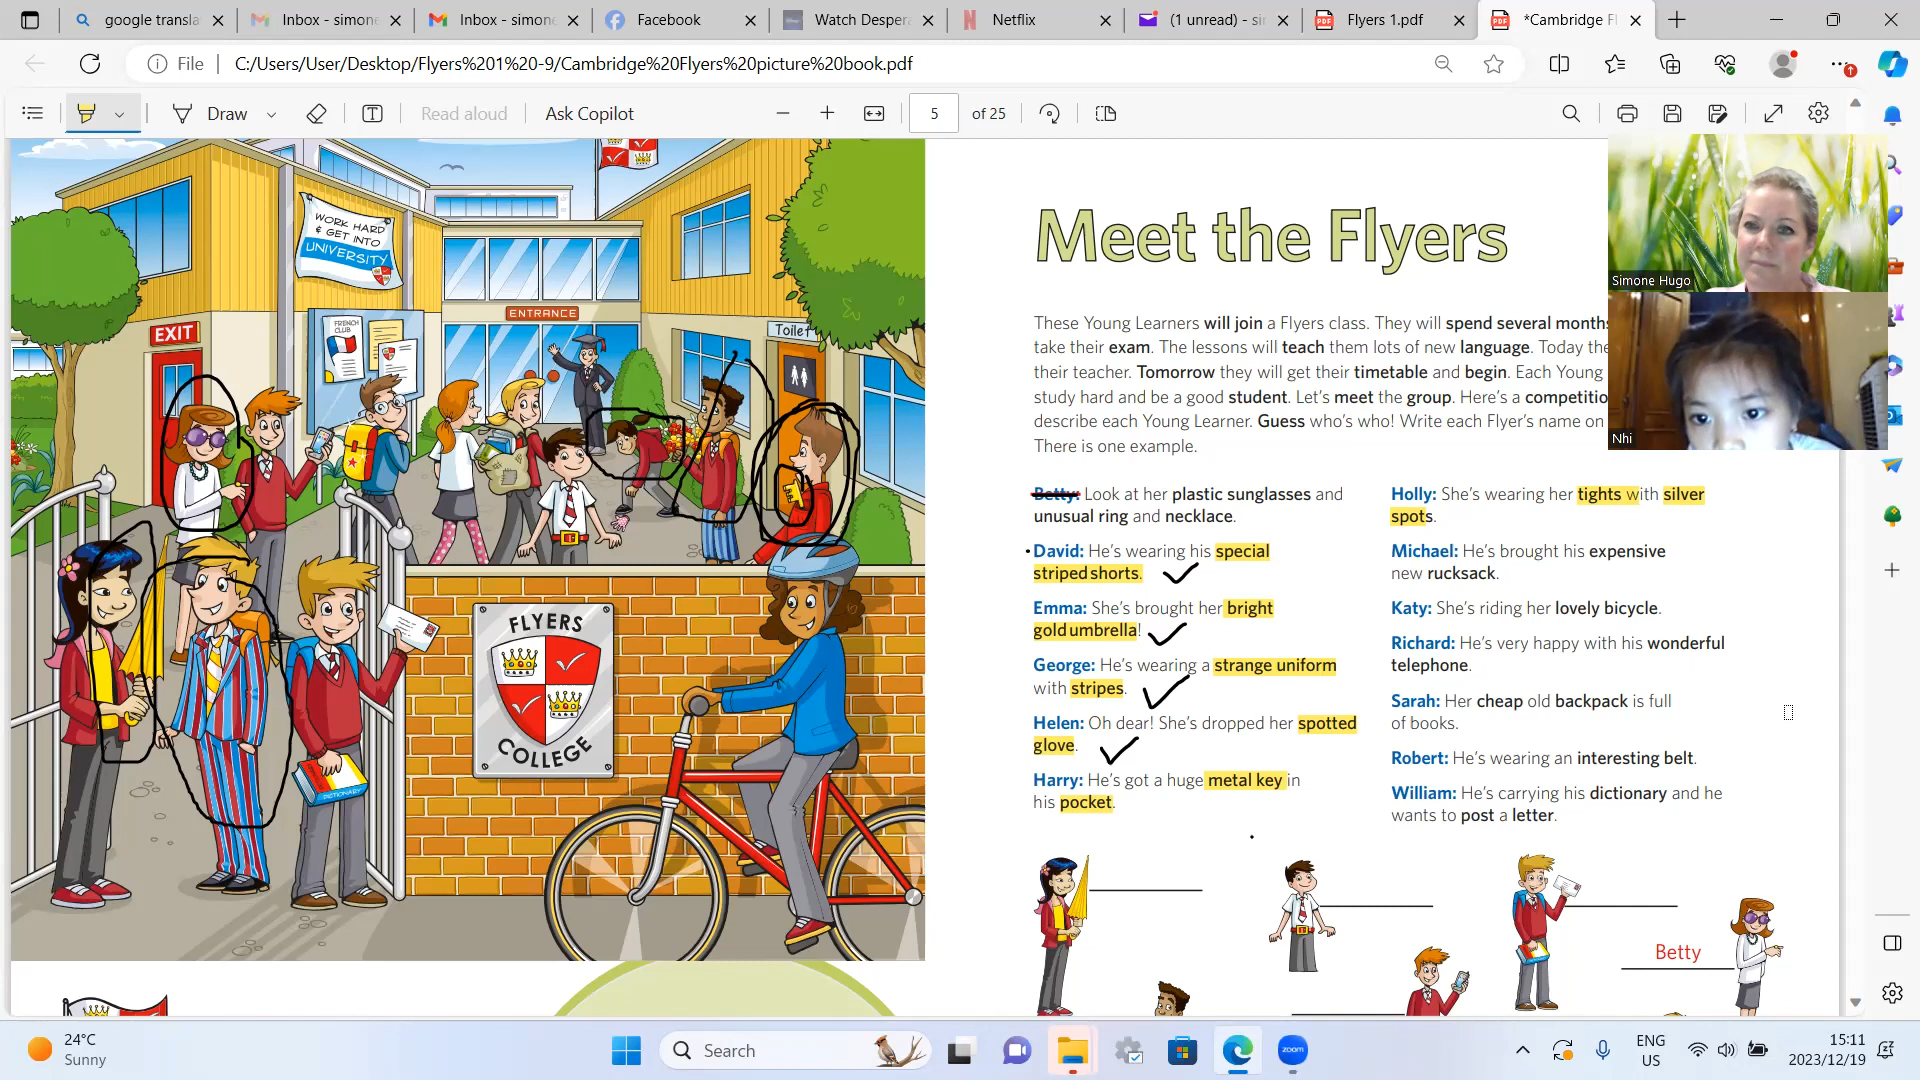 google transla
Inbox - simone
Inbox - simone
Facebook
Watch Despera
Netflix
(1 unread) - si
Flyers 1.pdf
*Cambridge Fl
File
C:/Users/User/Desktop/Flyers%201%20-9/Cambridge%20Flyers%20picture%20book.pdf
Draw
Read aloud
Ask Copilot
5
of 25
WORK HARD
& GET INTO
UNIVERSITY
EXIT
FRENCH
CLUB
ENTRANCE
Toilet
FLYERS
COLLEGE
DICTIONARY
Meet the Flyers
These Young Learners will join a Flyers class. They will spend several months
take their exam. The lessons will teach them lots of new language. Today the
their teacher. Tomorrow they will get their timetable and begin. Each Young
study hard and be a good student. Let's meet the group. Here's a competitio
describe each Young Learner. Guess who's who! Write each Flyer's name on
There is one example.
Betty: Look at her plastic sunglasses and
unusual ring and necklace.
David: He's wearing his special
striped shorts.
Emma: She's brought her bright
gold umbrella!
George: He's wearing a strange uniform
with stripes.
Helen: Oh dear! She's dropped her spotted
glove.
Harry: He's got a huge metal key in
his pocket.
Holly: She's wearing her tights with silver
spots.
Michael: He's brought his expensive
new rucksack.
Katy: She's riding her lovely bicycle.
Richard: He's very happy with his wonderful
telephone.
Sarah: Her cheap old backpack is full
of books.
Robert: He's wearing an interesting belt.
William: He's carrying his dictionary and he
wants to post a letter.
Betty
Simone Hugo
Nhi
24°C
Sunny
Search
zoom
ENG
US
15:11
2023/12/19